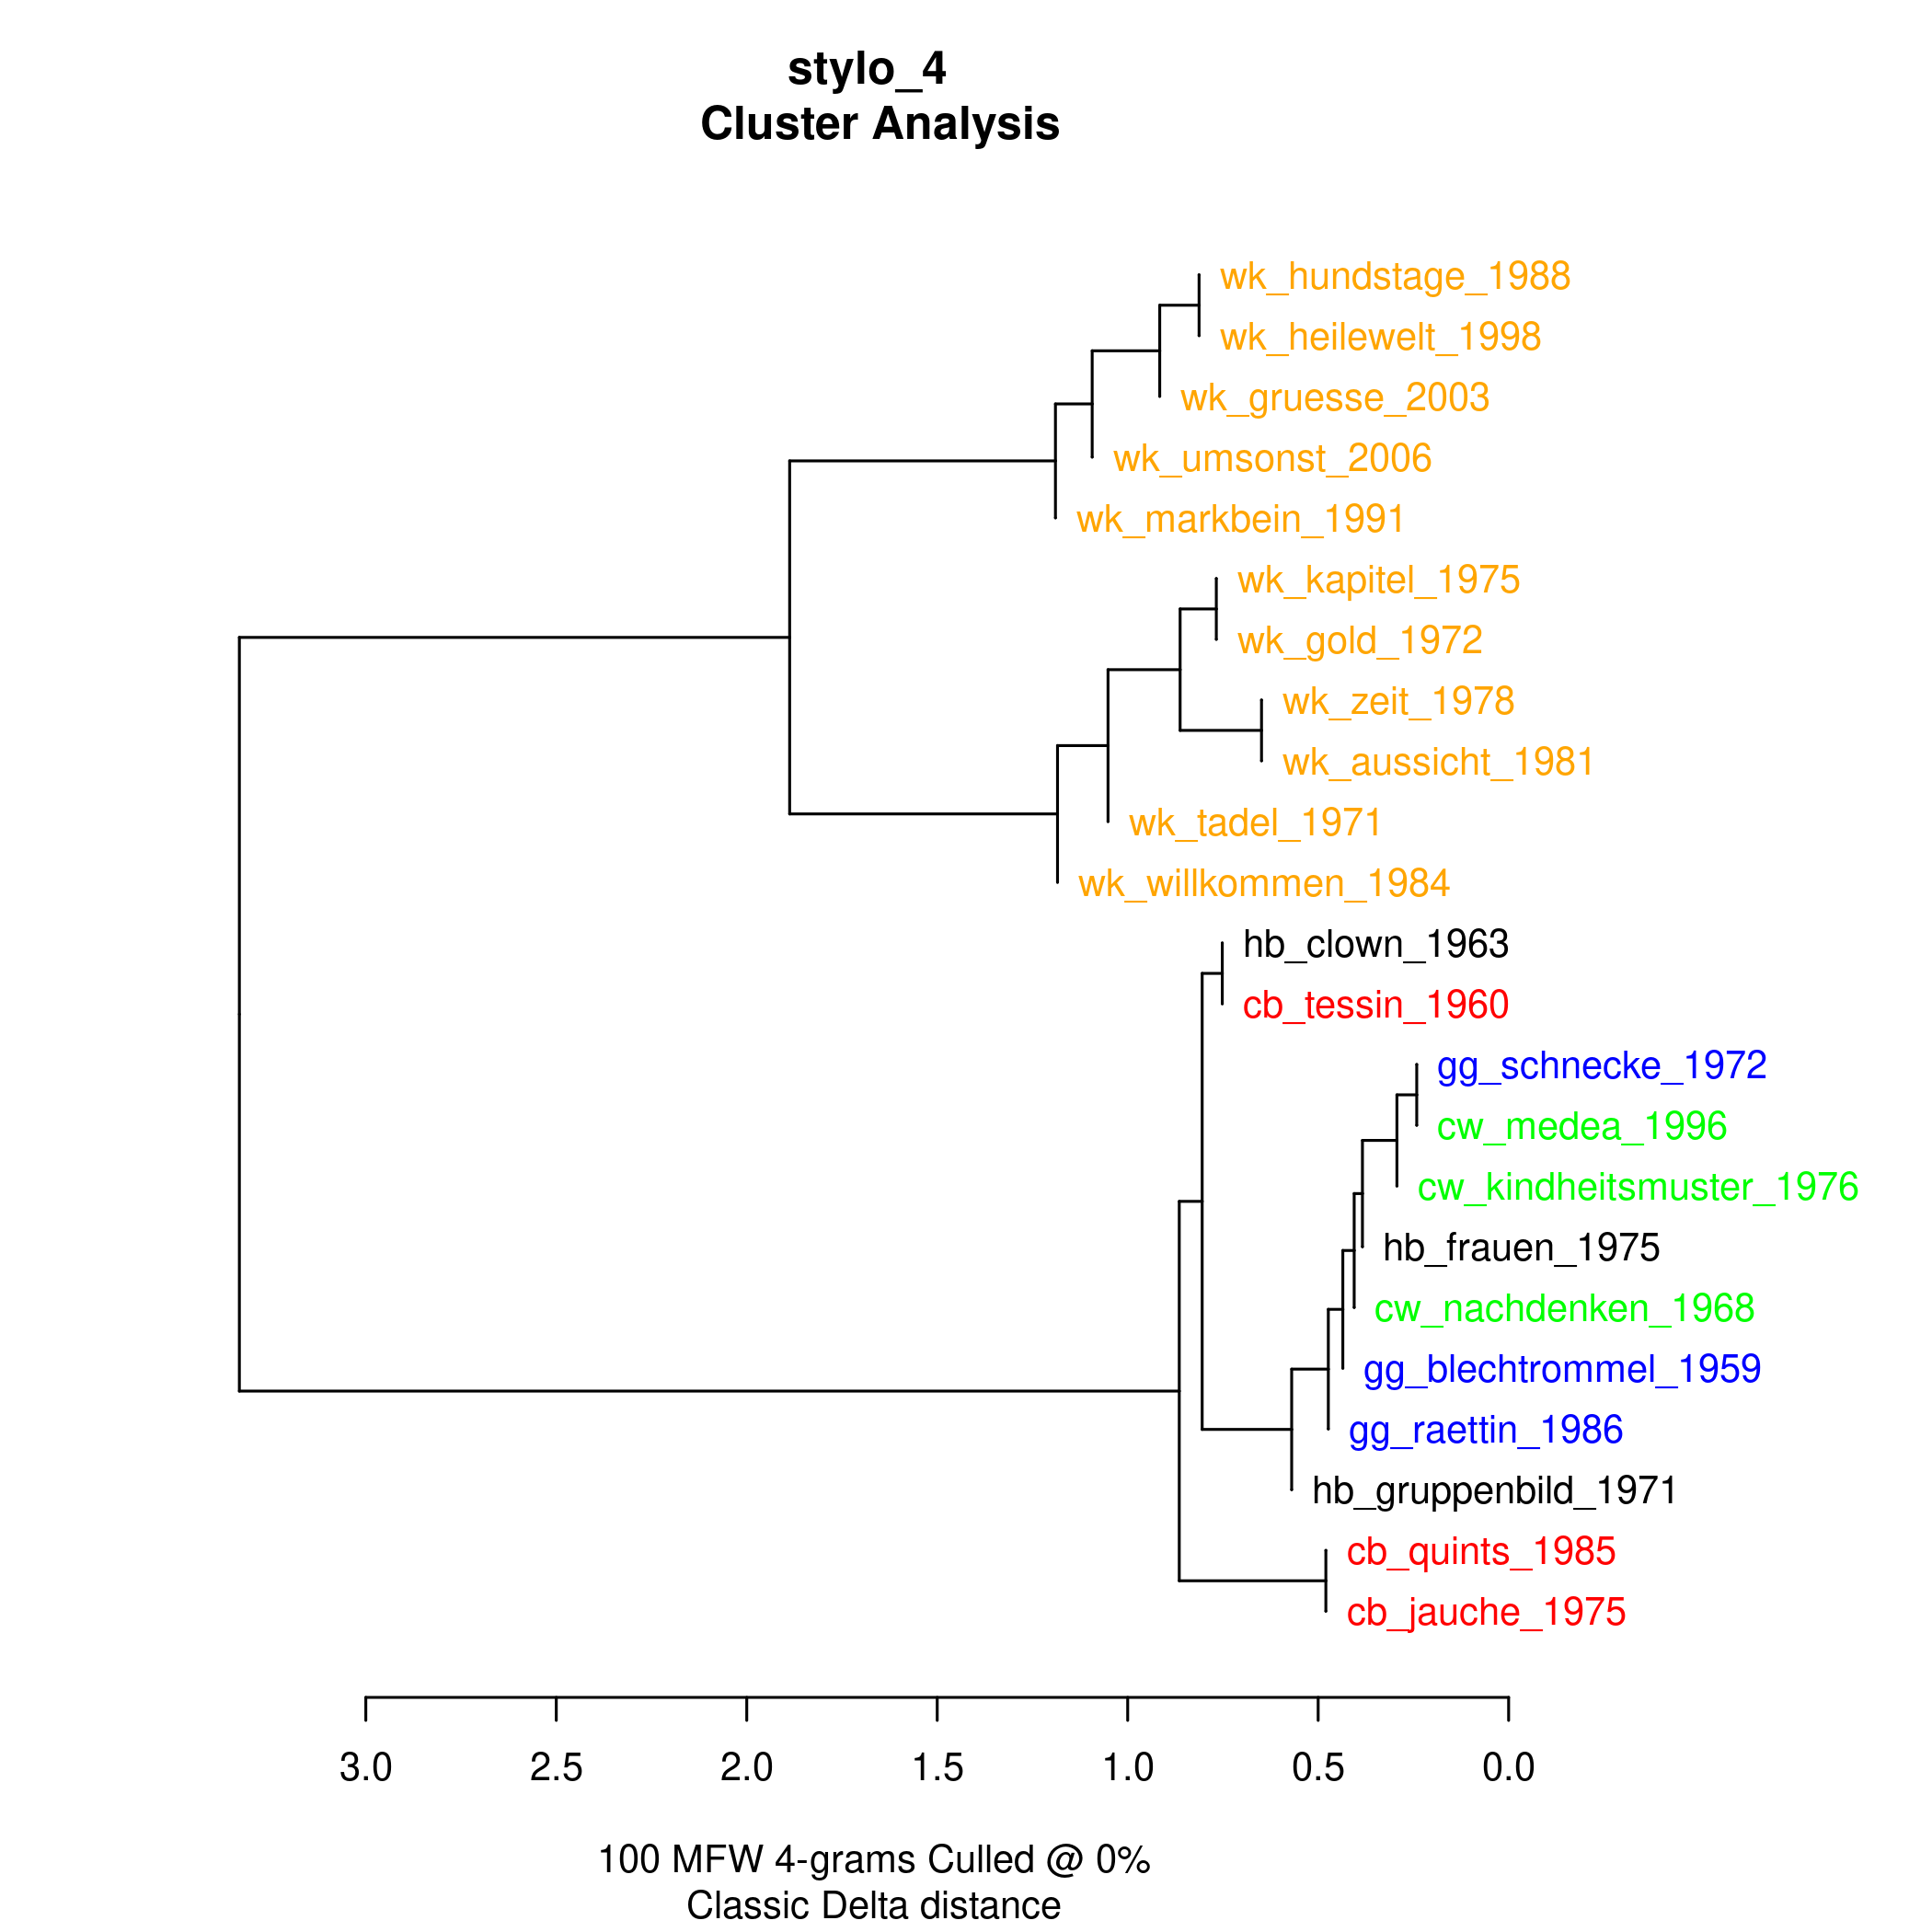 stylo_4
Cluster Analysis
wk_hundstage_1988
wk_heilewelt_1998
wk_gruesse_2003
wk_umsonst_2006
wk_markbein_1991
wk_kapitel_1975
wk_gold_1972
wk_zeit_1978
wk_aussicht_1981
wk_tadel_1971
wk_willkommen_1984
hb_clown_1963
cb_tessin_1960
gg_schnecke_1972
cw_medea_1996
cw_kindheitsmuster_1976
hb_frauen_1975
cw_nachdenken_1968
gg_blechtrommel_1959
gg_raettin_1986
hb_gruppenbild_1971
cb_quints_1985
cb_jauche_1975
3.0 2.5 2.0 1.5 1.0 0.5 0.0
100 MFW 4-grams Culled @ 0%
Classic Delta distance